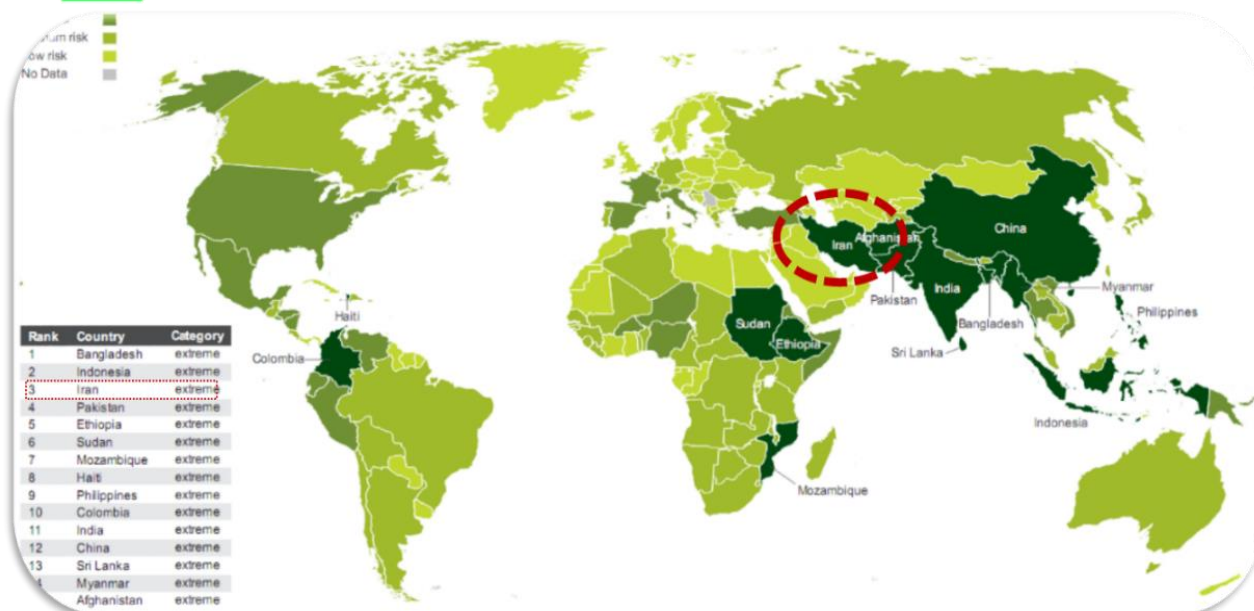 risk
risk
No Data
Haiti
Colombia
Sudan
Ethiopia
Mozambique
Iran
Afghanistan
Pakistan
India
Bangladesh
Sri Lanka
China
Myanmar
Philippines
Indonesia
Rank Country Category
1 Bangladesh extreme
2 Indonesia extreme
3 Iran extreme
4 Pakistan extreme
5 Ethiopia extreme
6 Sudan extreme
7 Mozambique extreme
8 Haiti extreme
9 Philippines extreme
10 Colombia extreme
11 India extreme
12 China extreme
13 Sri Lanka extreme
4 Myanmar extreme
Afghanistan extreme